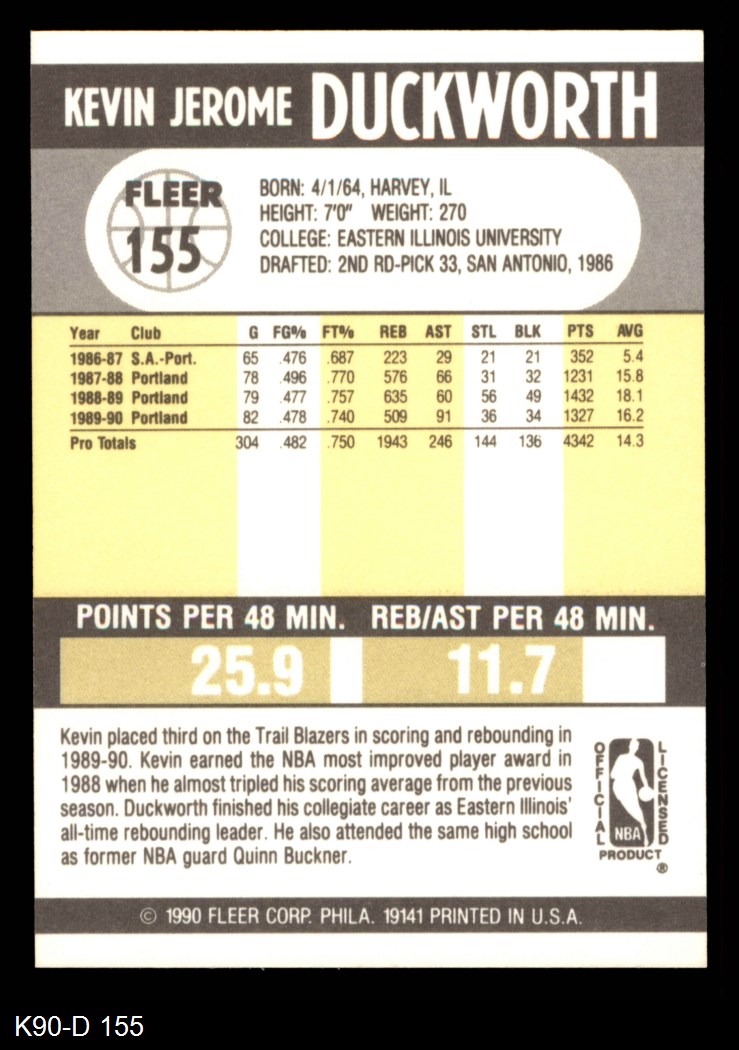 KEVIN JEROME DUCKWORTH
FLEER
155
BORN: 4/1/64, HARVEY, IL
HEIGHT: 7'0" WEIGHT: 270
COLLEGE: EASTERN ILLINOIS UNIVERSITY
DRAFTED: 2ND RD-PICK 33, SAN ANTONIO, 1986
Year Club G FG% FT% REB AST STL BLK PTS AVG
1986-87 S.A.-Port. 65 .476 .687 223 29 21 21 352 5.4
1987-88 Portland 78 .496 .770 576 66 31 32 1231 15.8
1988-89 Portland 79 .477 .757 635 60 56 49 1432 18.1
1989-90 Portland 82 .478 .740 509 91 36 34 1327 16.2
Pro Totals 304 .482 .750 1943 246 144 136 4342 14.3
POINTS PER 48 MIN. REB/AST PER 48 MIN.
25.9 11.7
Kevin placed third on the Trail Blazers in scoring and rebounding in
1989-90. Kevin earned the NBA most improved player award in
1988 when he almost tripled his scoring average from the previous
season. Duckworth finished his collegiate career as Eastern Illinois'
all-time rebounding leader. He also attended the same high school
as former NBA guard Quinn Buckner.
OFFICIAL
LICENSED
NBA
PRODUCT
®
© 1990 FLEER CORP. PHILA. 19141 PRINTED IN U.S.A.
K90-D 155